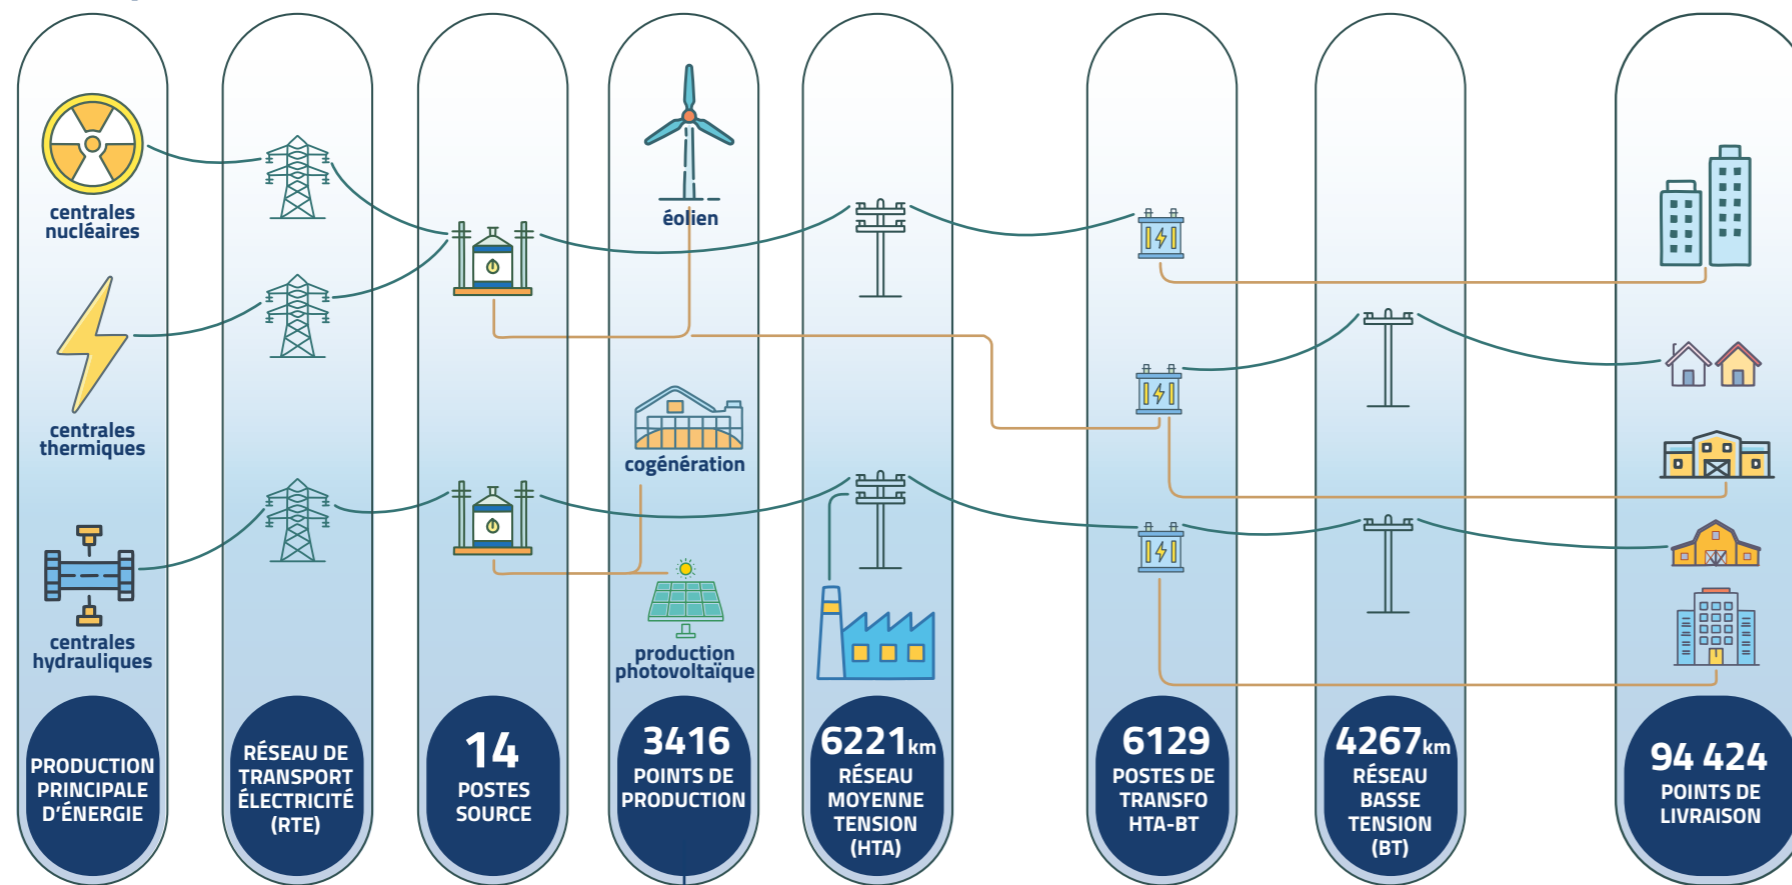 centrales
nucléaires
centrales
thermiques
centrales
hydrauliques
PRODUCTION
PRINCIPALE
D'ÉNERGIE
RÉSEAU DE
TRANSPORT
ÉLECTRICITÉ
(RTE)
14
POSTES
SOURCE
éolien
cogénération
production
photovoltaïque
3416
POINTS DE
PRODUCTION
6221km
RÉSEAU
MOYENNE
TENSION
(HTA)
6129
POSTES DE
TRANSFO
HTA-BT
4267km
RÉSEAU
BASSE
TENSION
(BT)
94 424
POINTS DE
LIVRAISON